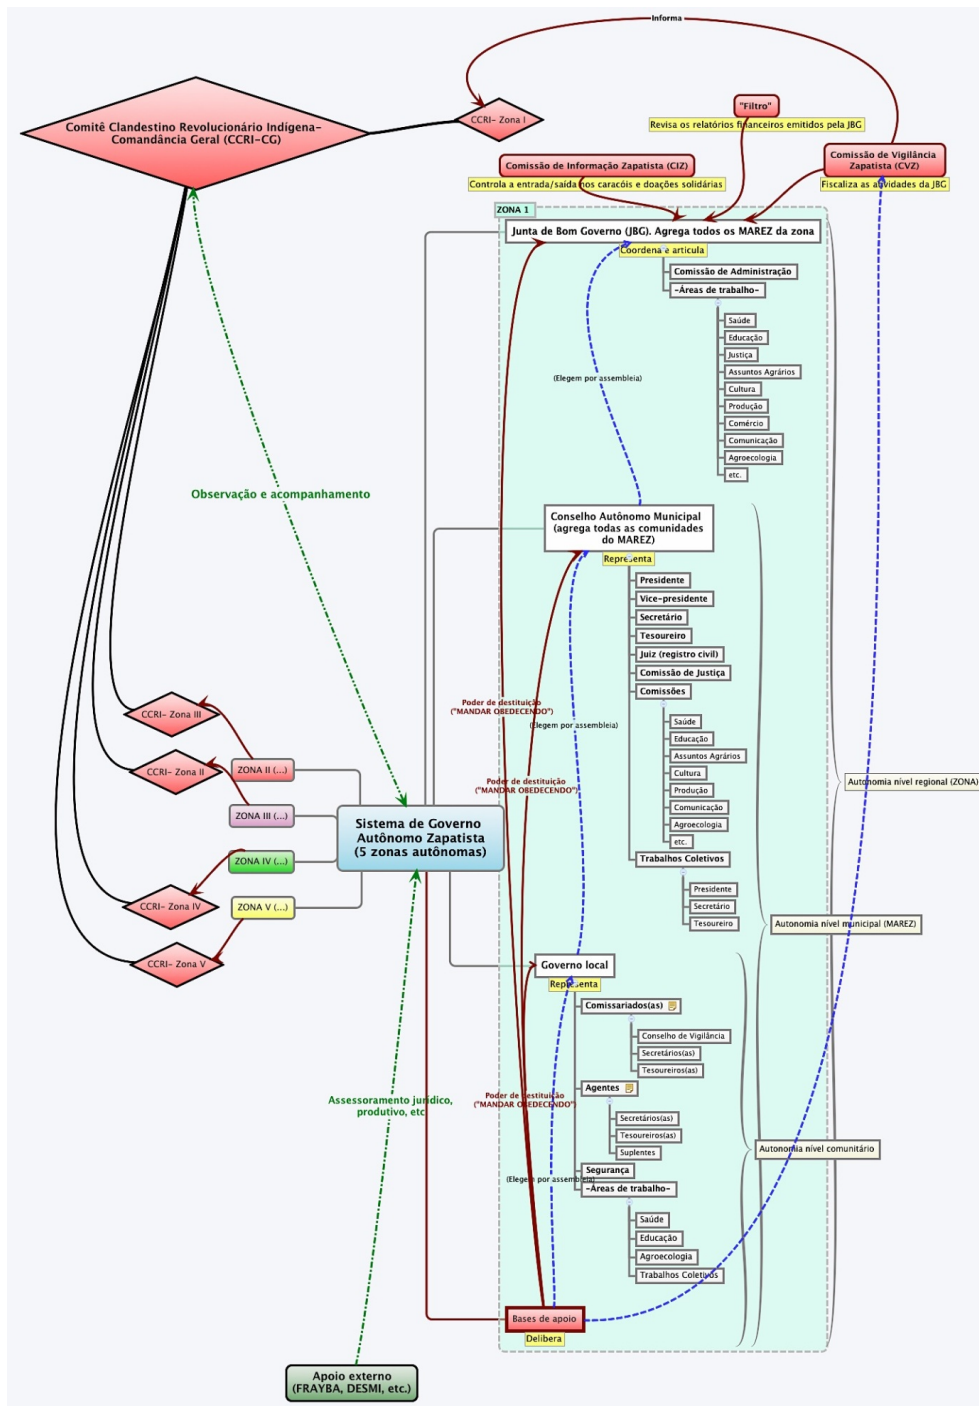 Informa
Comitê Clandestino Revolucionário Indígena-
Comandância Geral (CCRI-CG)
CCRI- Zona I
"Filtro"
Revisa os relatórios financeiros emitidos pela JBG
Comissão de Informação Zapatista (CIZ)
Controla a entrada/saída nos caracóis e doações solidárias
Comissão de Vigilância
Zapatista (CVZ)
Fiscaliza as atividades da JBG
ZONA 1
Junta de Bom Governo (JBG). Agrega todos os MAREZ da zona
Coordena e articula
Comissão de Administração
-Áreas de trabalho-
Saúde
Educação
Justiça
Assuntos Agrários
Cultura
Produção
Comércio
Comunicação
Agroecologia
etc.
(Elegem por assembleia)
Observação e acompanhamento
Conselho Autônomo Municipal
(agrega todas as comunidades
do MAREZ)
Representa
Presidente
Vice-presidente
Secretário
Tesoureiro
Juiz (registro civil)
Comissão de Justiça
Comissões
Saúde
Educação
Assuntos Agrários
Cultura
Produção
Comunicação
Agroecologia
etc.
Trabalhos Coletivos
Presidente
Secretário
Tesoureiro
Poder de destituição
("MANDAR OBEDECENDO")
(Elegem por assembleia)
Poder de destituição
("MANDAR OBEDECENDO")
Autonomia nível regional (ZONA)
Autonomia nível municipal (MAREZ)
CCRI- Zona III
CCRI- Zona II
CCRI- Zona IV
CCRI- Zona V
ZONA II (...)
ZONA III (...)
ZONA IV (...)
ZONA V (...)
Sistema de Governo
Autônomo Zapatista
(5 zonas autônomas)
Governo local
Representa
Comissariados(as)
Conselho de Vigilância
Secretários(as)
Tesoureiros(as)
Agentes
Secretários(as)
Tesoureiros(as)
Suplentes
Segurança
-Áreas de trabalho-
Saúde
Educação
Agroecologia
Trabalhos Coletivos
Poder de destituição
("MANDAR OBEDECENDO")
(Elegem por assembleia)
Autonomia nível comunitário
Assessoramento jurídico,
produtivo, etc
Bases de apoio
Delibera
Apoio externo
(FRAYBA, DESMI, etc.)